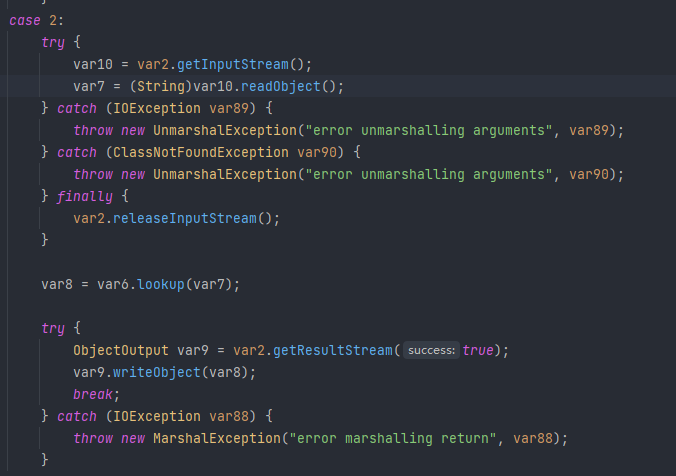 }
case 2:
try {
var10 = var2.getInputStream();
var7 = (String)var10.readObject();
} catch (IOException var89) {
throw new UnmarshalException("error unmarshalling arguments", var89);
} catch (ClassNotFoundException var90) {
throw new UnmarshalException("error unmarshalling arguments", var90);
} finally {
var2.releaseInputStream();
}
var8 = var6.lookup(var7);
try {
ObjectOutput var9 = var2.getResultStream( success: true);
var9.writeObject(var8);
break;
} catch (IOException var88) {
throw new MarshalException("error marshalling return", var88);
}